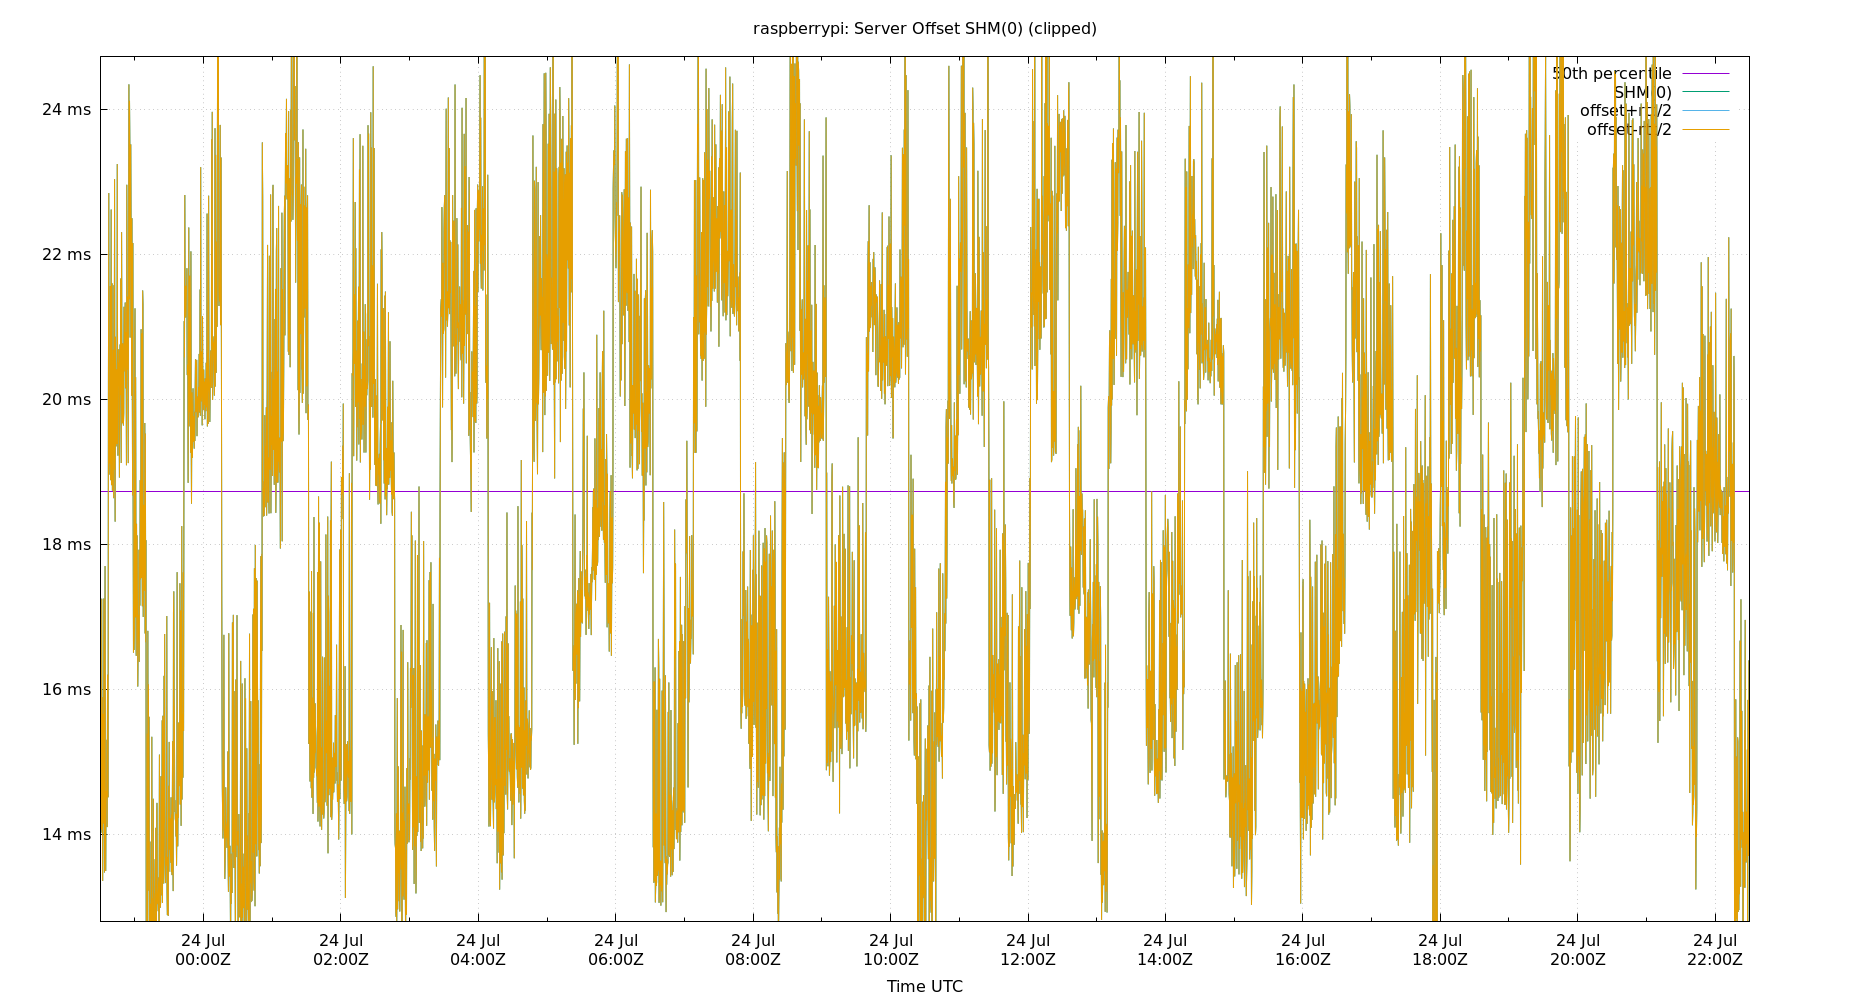 raspberrypi: Server Offset SHM(0) (clipped)
50th percentile
SHM(0)
offset+rtt/2
offset-rtt/2
24 ms
22 ms
20 ms
18 ms
16 ms
14 ms
24 Jul 24 Jul 24 Jul 24 Jul 24 Jul 24 Jul 24 Jul 24 Jul 24 Jul 24 Jul 24 Jul 24 Jul
00:00Z 02:00Z 04:00Z 06:00Z 08:00Z 10:00Z 12:00Z 14:00Z 16:00Z 18:00Z 20:00Z 22:00Z
Time UTC